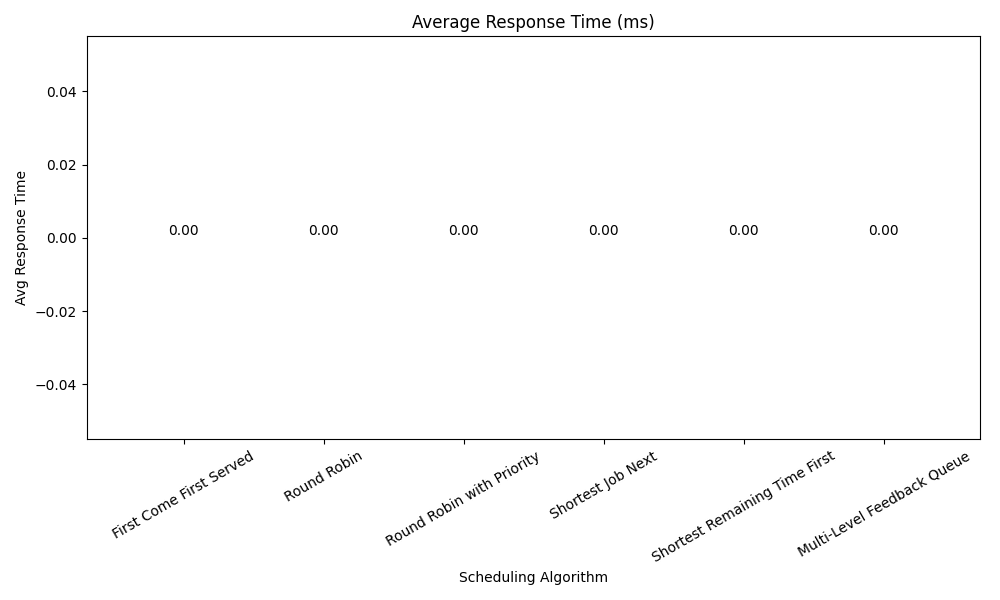 Average Response Time (ms)
Avg Response Time
0.04
0.02
0.00
−0.02
−0.04
0.00 0.00 0.00 0.00 0.00 0.00
First Come First Served
Round Robin
Round Robin with Priority
Shortest Job Next
Shortest Remaining Time First
Multi-Level Feedback Queue
Scheduling Algorithm